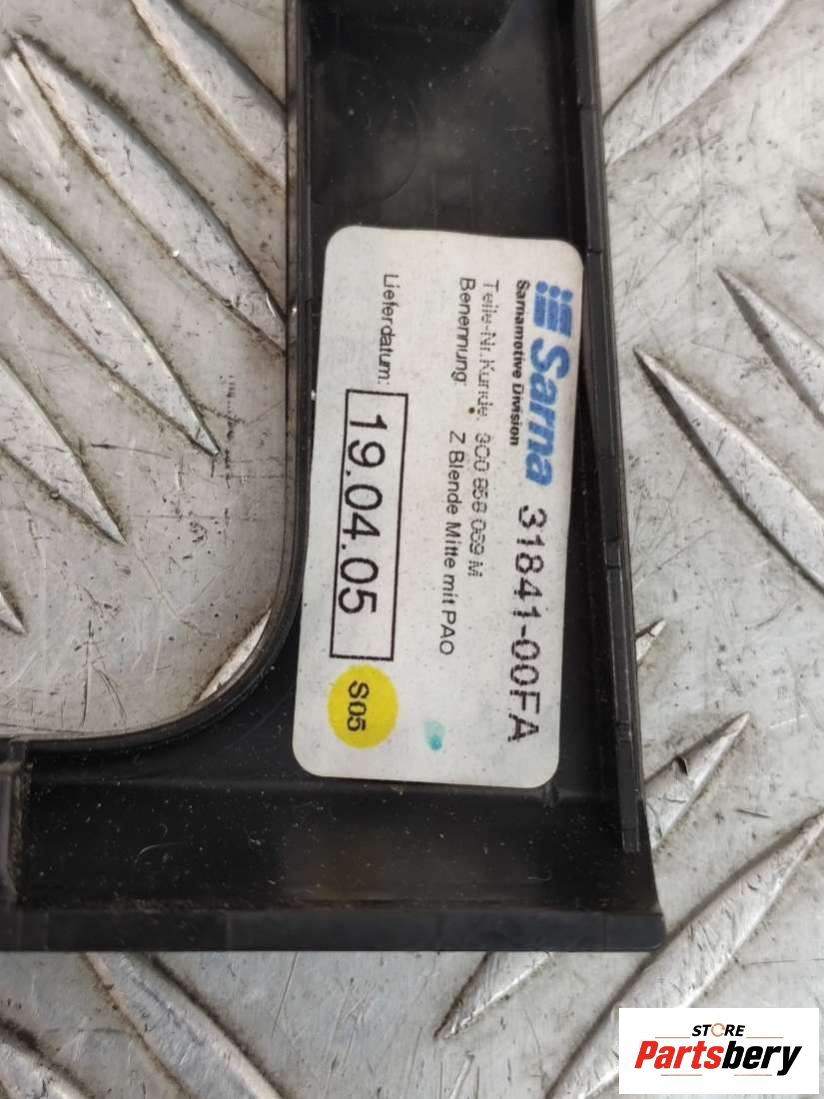 Sarna 31841-00FA
Sarnamotive Division
Teile-Nr.Kunde: 3C0 858 069 M
Benennung: Z Blende Mitte mit PAO
Lieferdatum: 19.04.05
S05
STORE
Partsbery